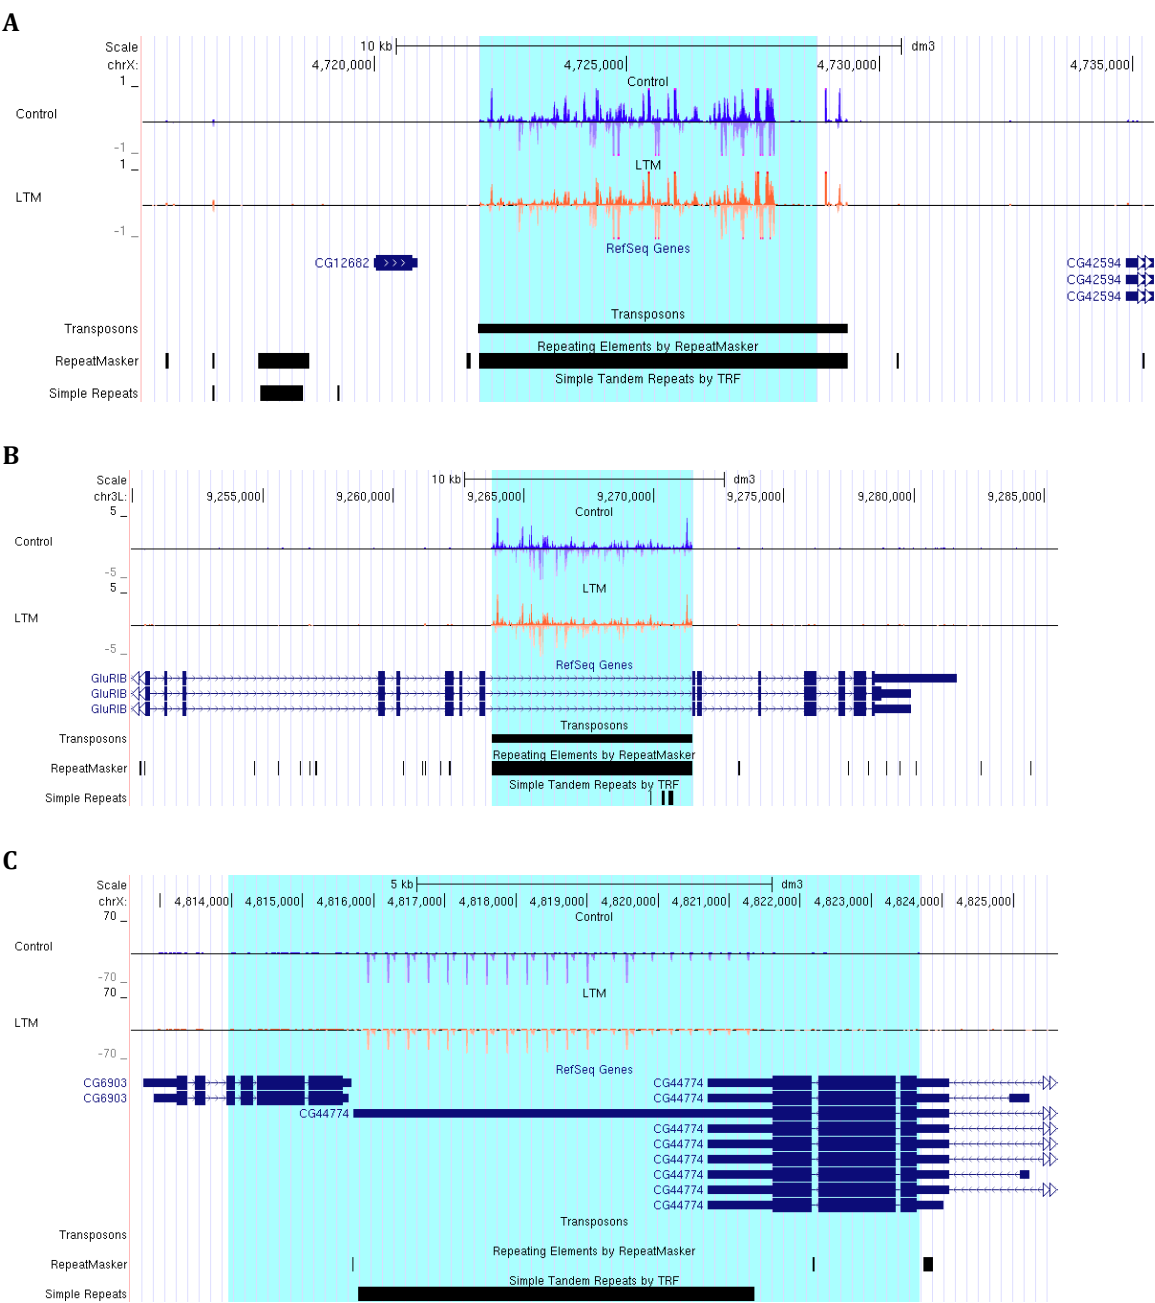 A
Scale 10 kb dm3
chrX: 4,720,000 4,725,000 4,730,000 4,735,000
1 _ Control
Control
-1 _
1 _ LTM
LTM
-1 _
RefSeq Genes
CG12682 CG42594
CG42594
CG42594
Transposons
Transposons
Repeating Elements by RepeatMasker
RepeatMasker
Simple Tandem Repeats by TRF
Simple Repeats
B
Scale 10 kb dm3
chr3L: 9,255,000 9,260,000 9,265,000 9,270,000 9,275,000 9,280,000 9,285,000
5 _ Control
Control
-5 _
5 _ LTM
LTM
-5 _
RefSeq Genes
GluRIB
GluRIB
GluRIB
Transposons
Transposons
Repeating Elements by RepeatMasker
RepeatMasker
Simple Tandem Repeats by TRF
Simple Repeats
C
Scale 5 kb dm3
chrX: 4,814,000 4,815,000 4,816,000 4,817,000 4,818,000 4,819,000 4,820,000 4,821,000 4,822,000 4,823,000 4,824,000 4,825,000
70 _ Control
Control
-70 _
70 _ LTM
LTM
-70 _
RefSeq Genes
CG6903 CG44774
CG6903 CG44774
CG44774
CG44774
CG44774
CG44774
CG44774
CG44774
CG44774
Transposons
Transposons
Repeating Elements by RepeatMasker
RepeatMasker
Simple Tandem Repeats by TRF
Simple Repeats